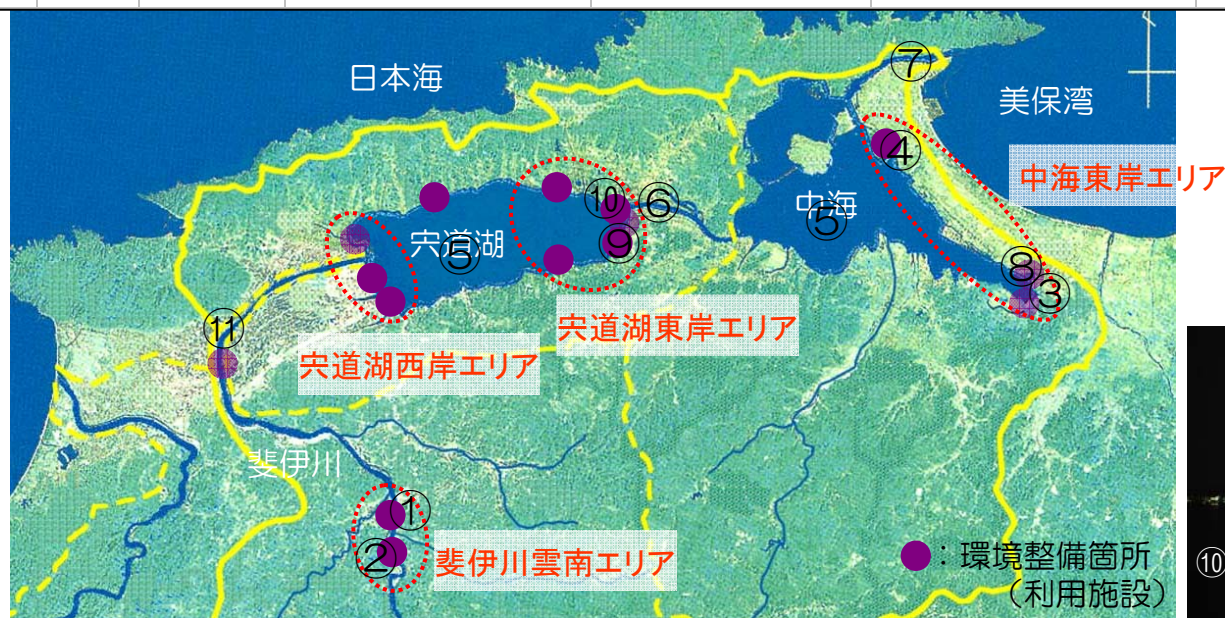 日本海
美保湾
⑦
④
中海東岸エリア
中海
⑤
⑩
⑥
宍道湖
⑤
⑨
⑧
③
宍道湖東岸エリア
⑪
宍道湖西岸エリア
斐伊川
①
②
斐伊川雲南エリア
：環境整備箇所
（利用施設）
⑩